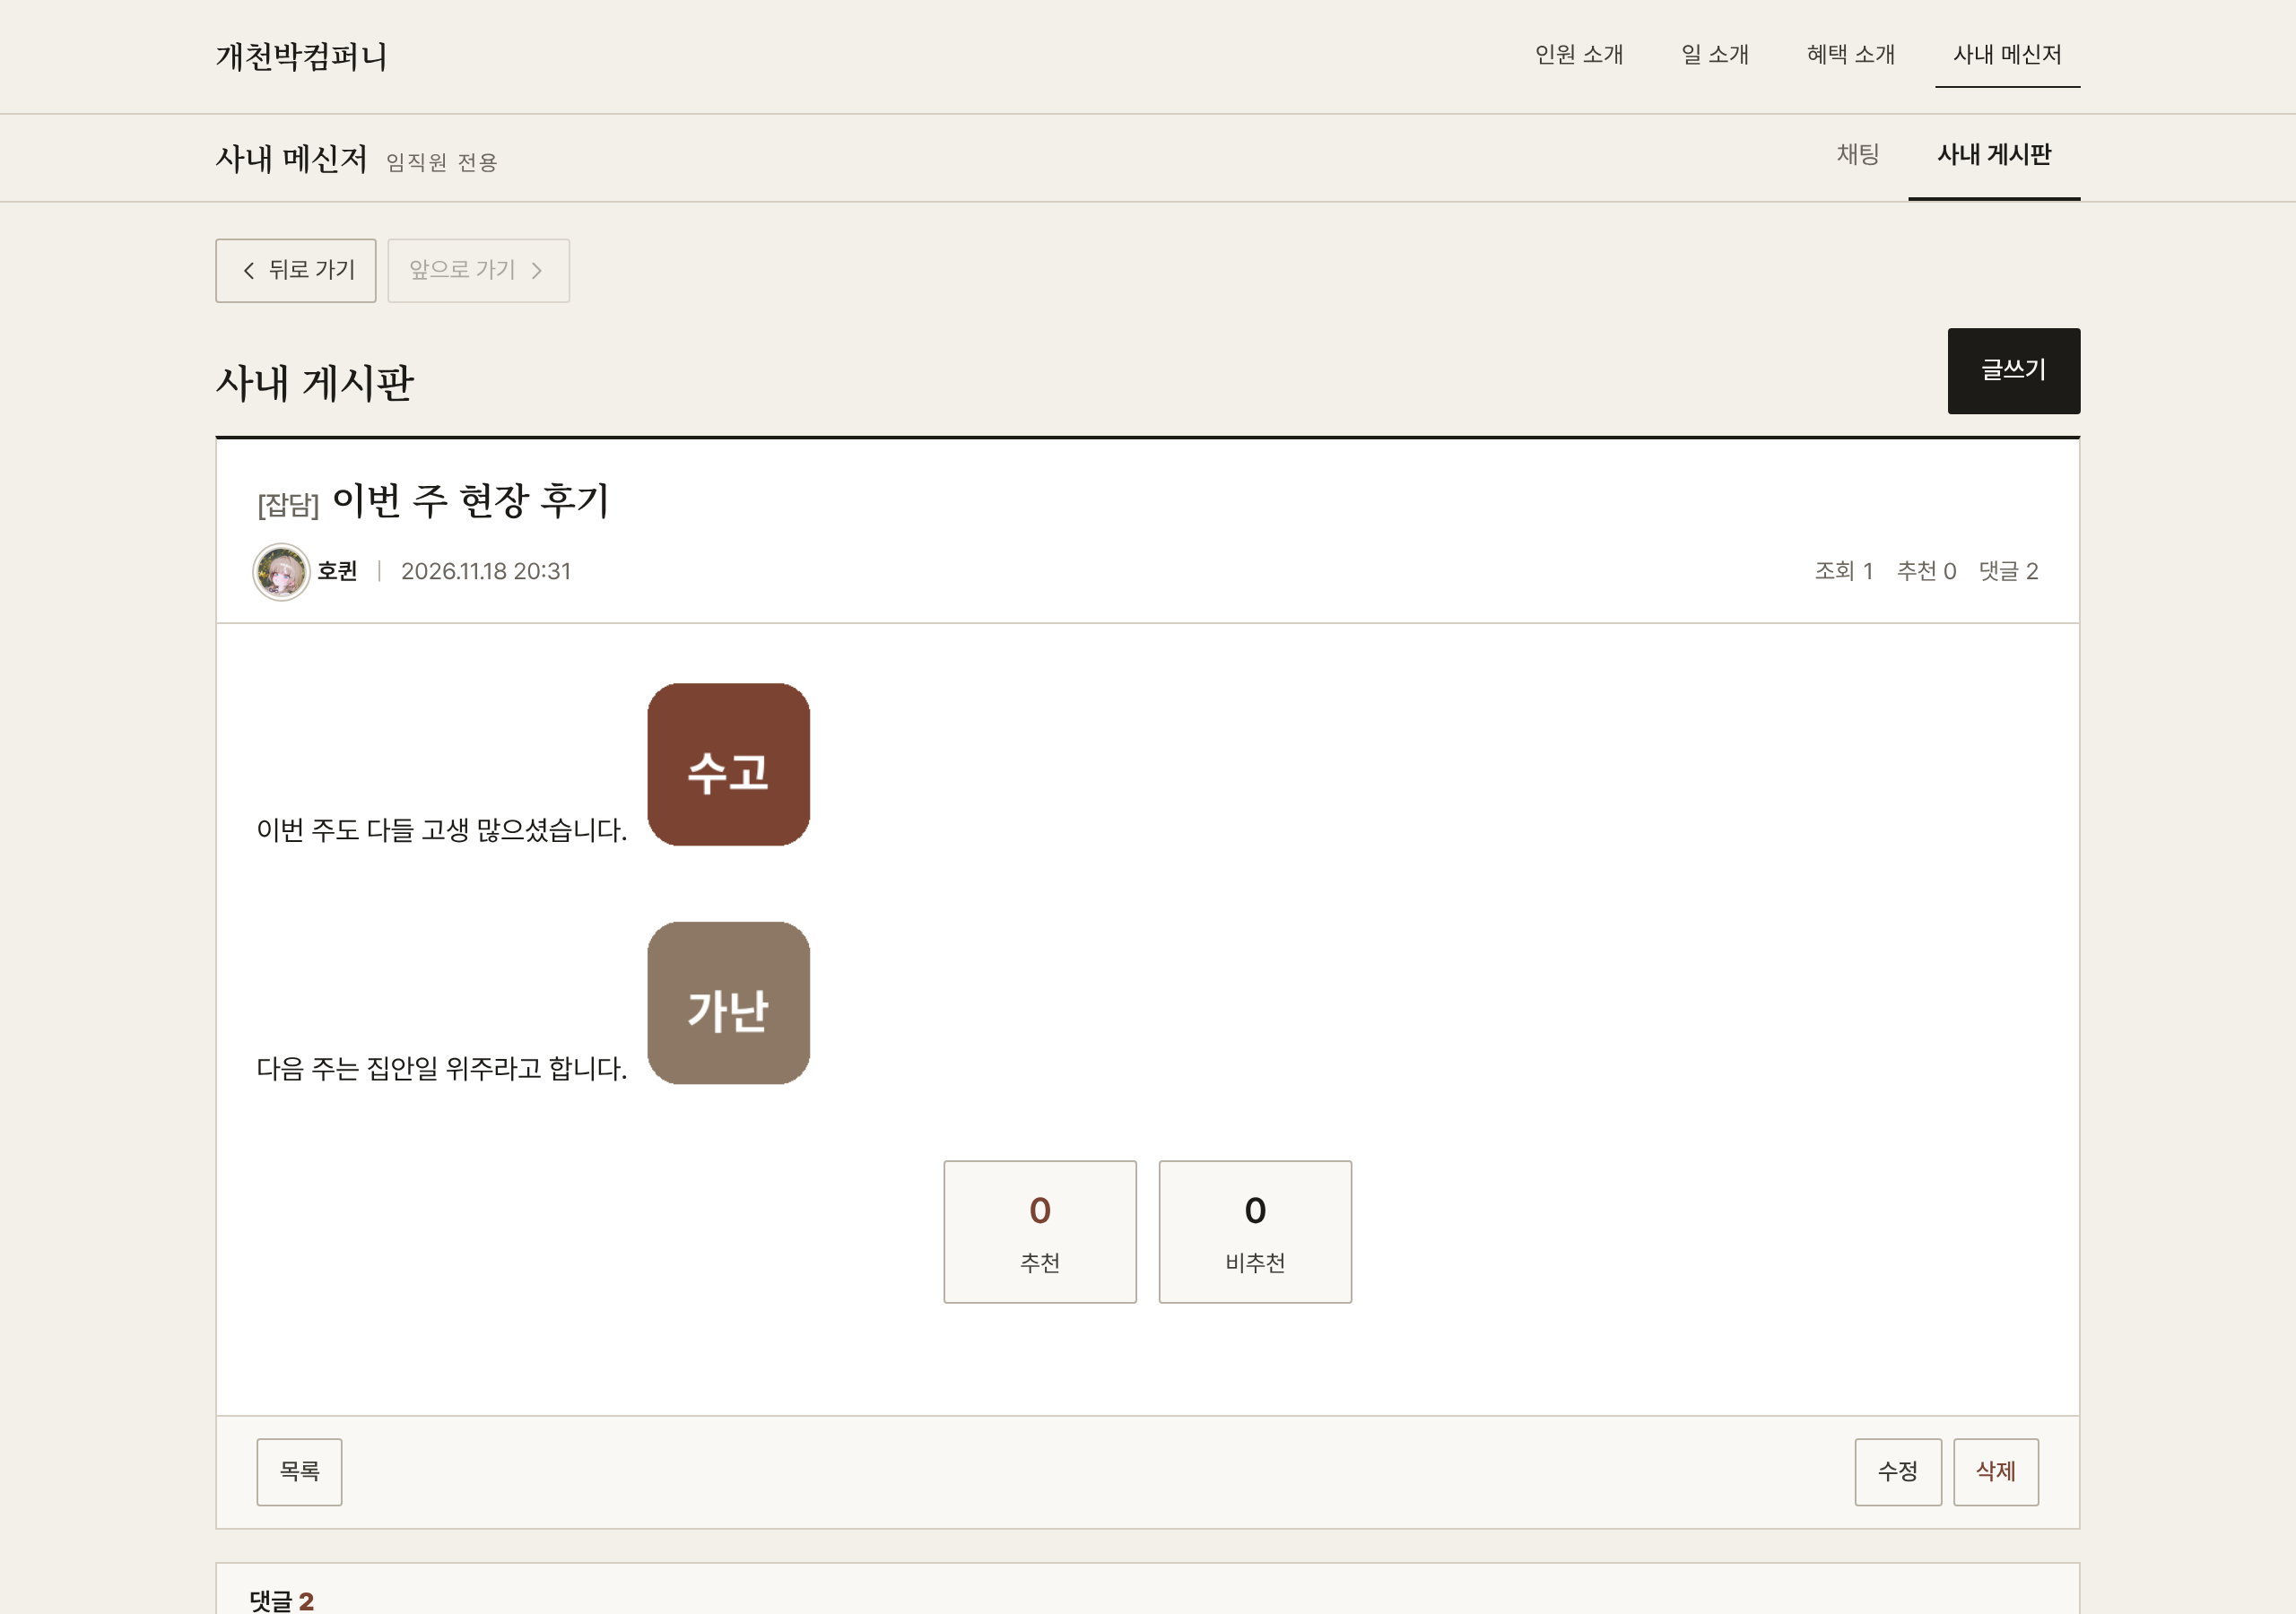 개천박컴퍼니
인원 소개 일 소개 혜택 소개 사내 메신저
사내 메신저 임직원 전용
채팅 사내 게시판
뒤로 가기 앞으로 가기
글쓰기
사내 게시판
[잡담] 이번 주 현장 후기
호퀸 | 2026.11.18 20:31
조회 1 추천 0 댓글 2
수고
이번 주도 다들 고생 많으셨습니다.
가난
다음 주는 집안일 위주라고 합니다.
0 0
추천 비추천
목록 수정 삭제
댓글 2